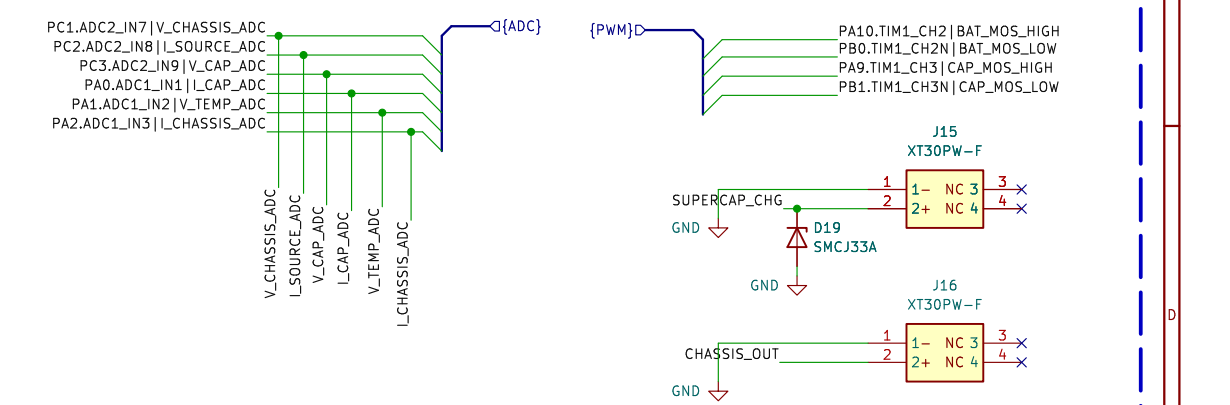 PC1.ADC2_IN7|V_CHASSIS_ADC
PC2.ADC2_IN8|I_SOURCE_ADC
PC3.ADC2_IN9|V_CAP_ADC
PA0.ADC1_IN1|I_CAP_ADC
PA1.ADC1_IN2|V_TEMP_ADC
PA2.ADC1_IN3|I_CHASSIS_ADC
{ADC}
V_CHASSIS_ADC
I_SOURCE_ADC
V_CAP_ADC
I_CAP_ADC
V_TEMP_ADC
I_CHASSIS_ADC
{PWM}
PA10.TIM1_CH2|BAT_MOS_HIGH
PB0.TIM1_CH2N|BAT_MOS_LOW
PA9.TIM1_CH3|CAP_MOS_HIGH
PB1.TIM1_CH3N|CAP_MOS_LOW
J15
XT30PW-F
1 1- NC 3 3
SUPERCAP_CHG 2 2+ NC 4 4
GND
D19
SMCJ33A
GND
J16
XT30PW-F
1 1- NC 3 3
CHASSIS_OUT 2 2+ NC 4 4
GND
D